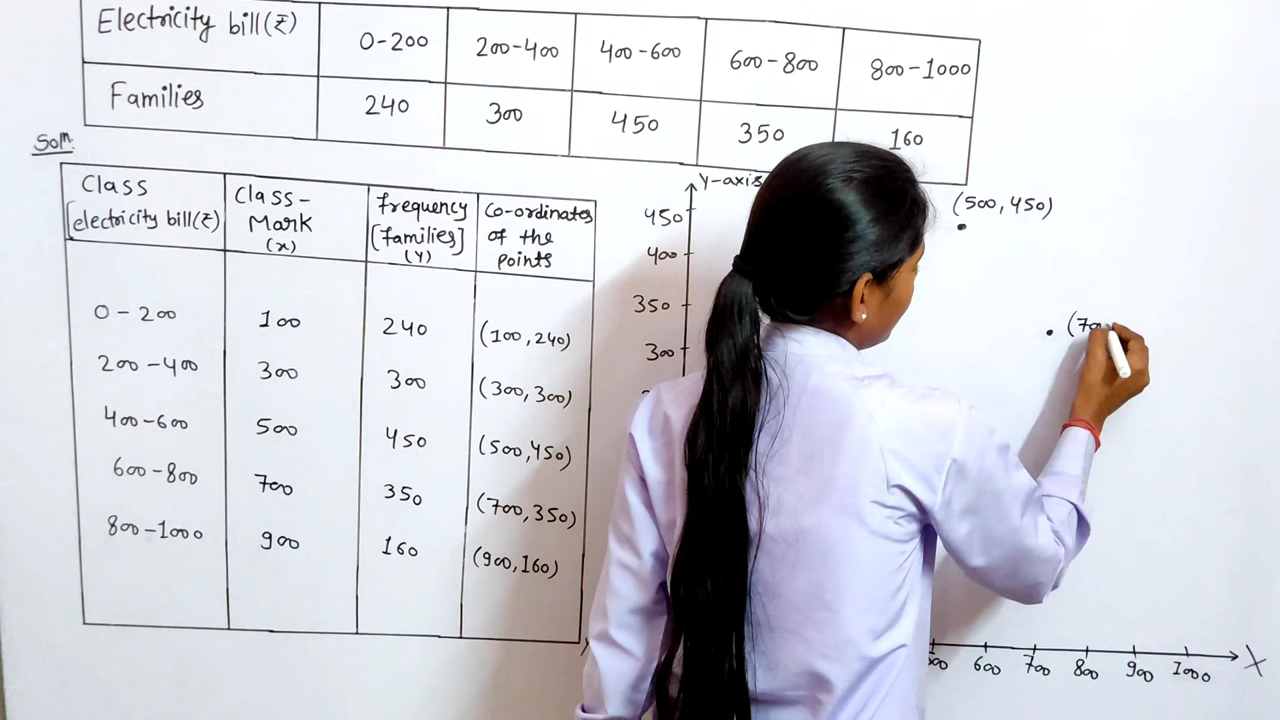 Electricity bill(₹) 0-200 200-400 400-600 600-800 800-1000
Families 240 300 450 350 160
Solⁿ.
Class
[electricity bill(₹)]
Class-
Mark
(x)
frequency
[families]
(Y)
Co-ordinates
of the
points
0-200 100 240 (100,240)
200-400 300 300 (300,300)
400-600 500 450 (500,450)
600-800 700 350 (700,350)
800-1000 900 160 (900,160)
Y-axis
450
400
350
300
(500,450)
600 700 800 900 1000 X